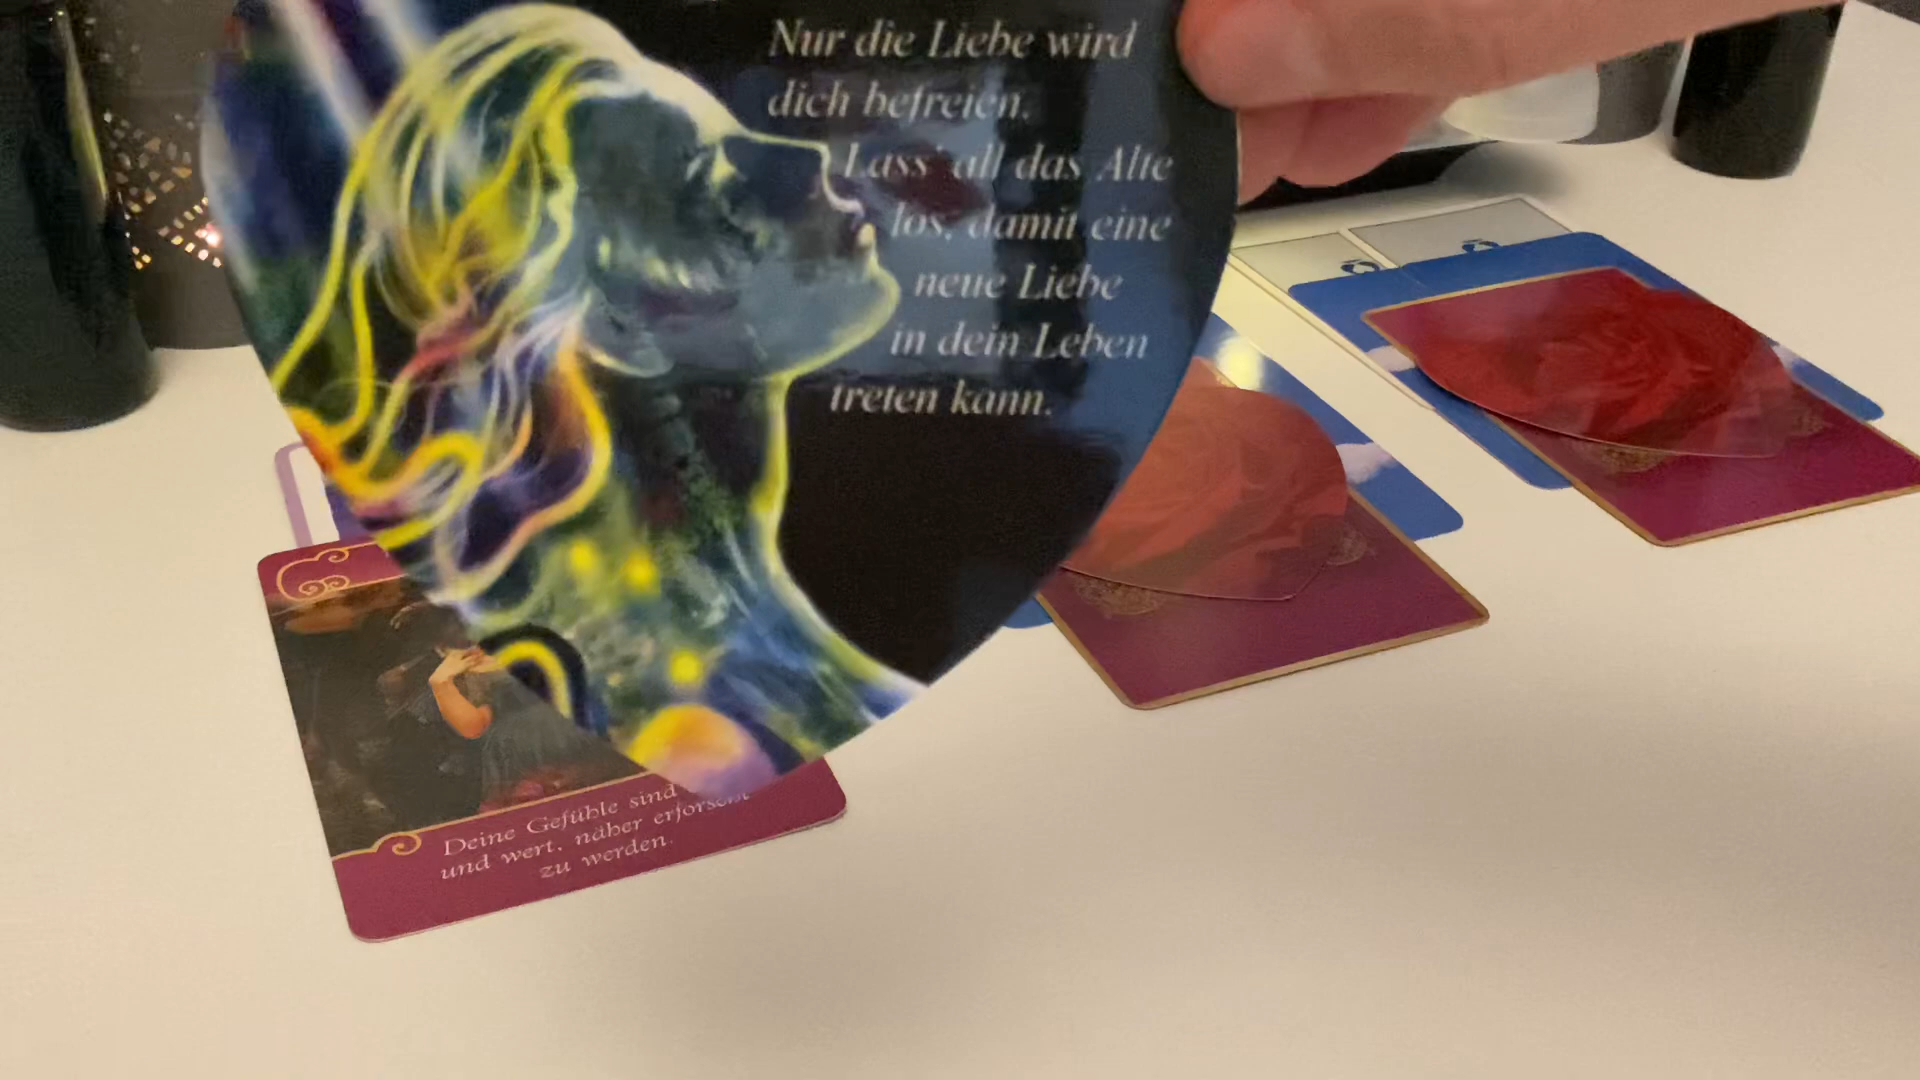 Nur die Liebe wird
dich befreien.
Lass' all das Alte
los, damit eine
neue Liebe
in dein Leben
treten kann.
Deine Gefühle sind
und wert, näher erforscht
zu werden.